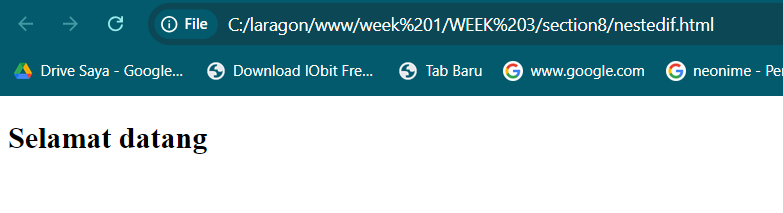 File C:/laragon/www/week%201/WEEK%203/section8/nestedif.html
Drive Saya - Google... Download IObit Fre... Tab Baru www.google.com neonime - Per
Selamat datang